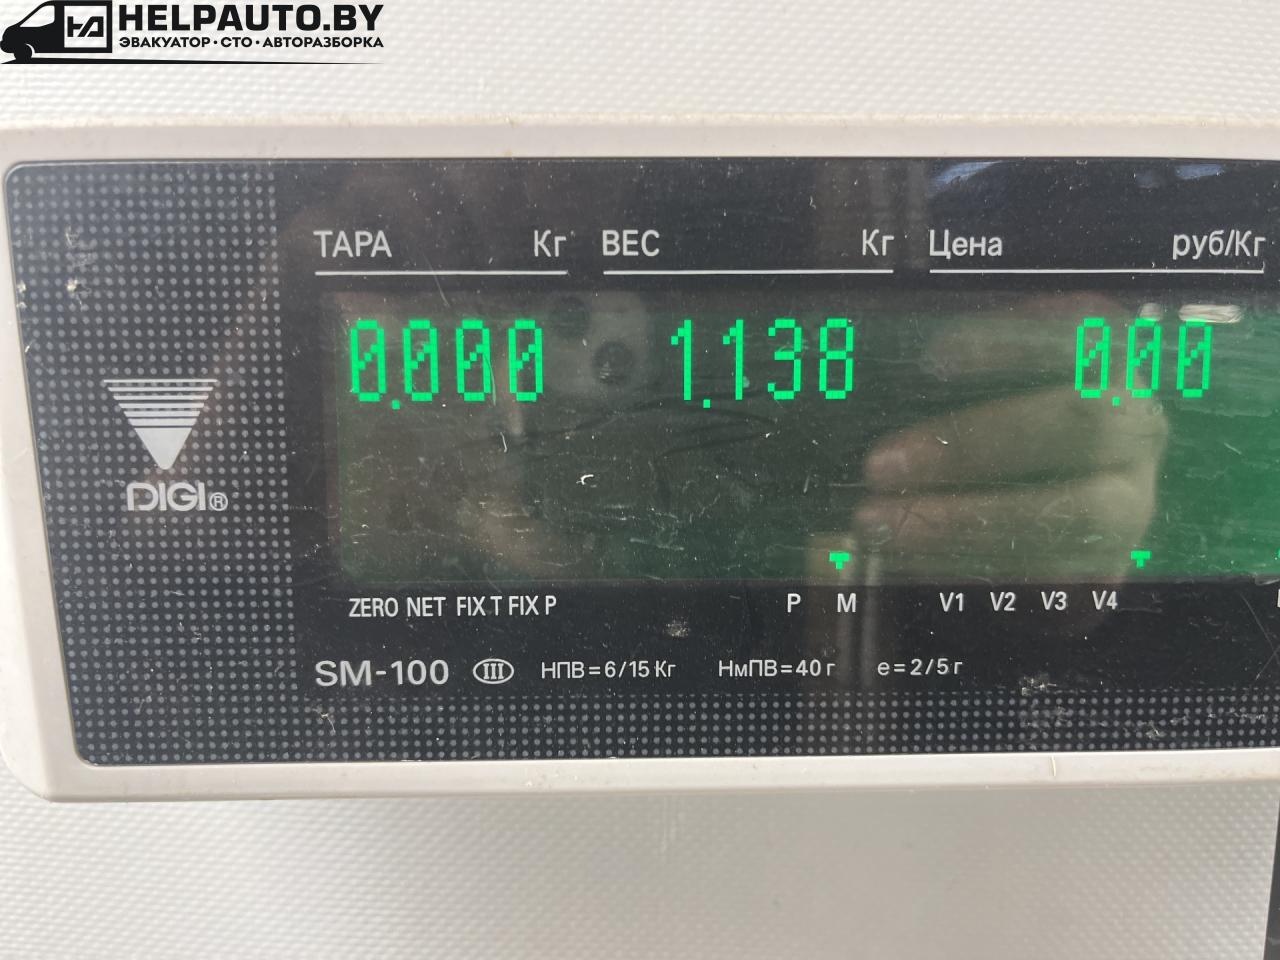 HELPAUTO.BY
ЭВАКУАТОР · СТО · АВТОРАЗБОРКА
ТАРА Кг ВЕС Кг Цена руб/Кг
0.000 1.138 0.00
DIGI®
ZERO NET FIX T FIX P P M V1 V2 V3 V4
SM-100 III НПВ=6/15 Кг НмПВ=40 г e=2/5 г